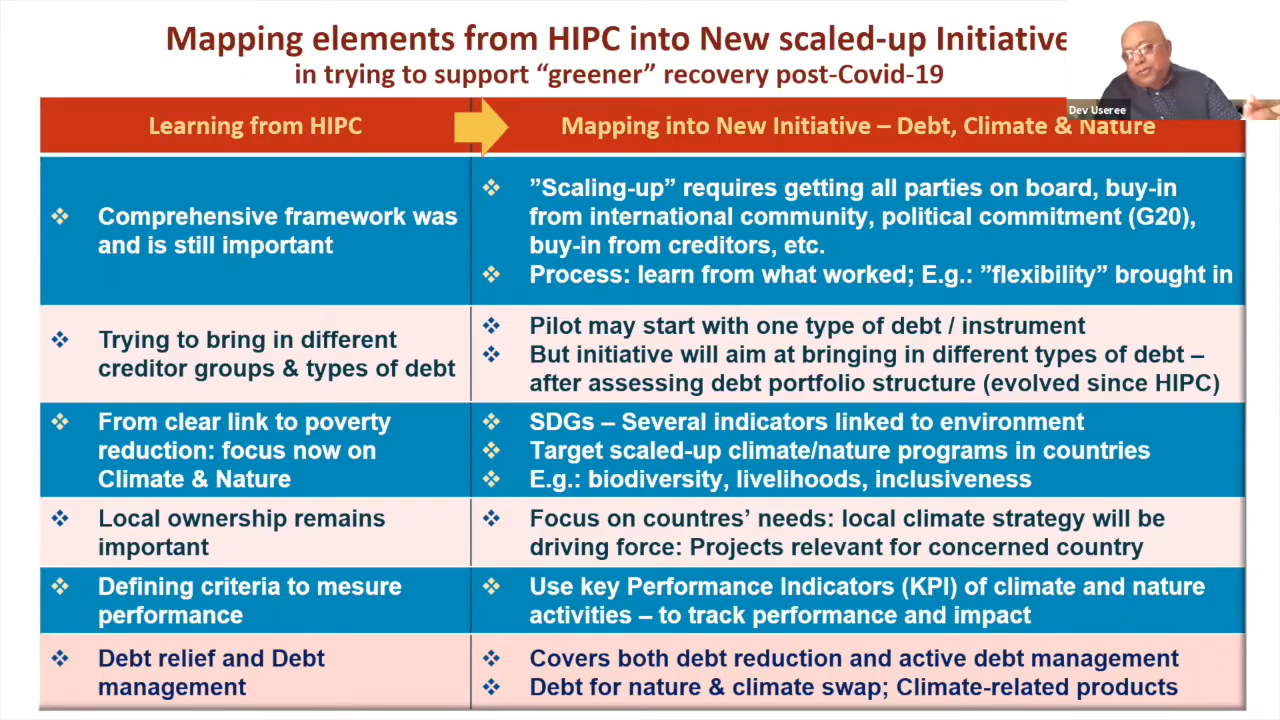 Mapping elements from HIPC into New scaled-up Initiative
in trying to support “greener” recovery post-Covid-19
Dev Useree
Learning from HIPC
Mapping into New Initiative – Debt, Climate & Nature
❖ Comprehensive framework was
and is still important
❖ ”Scaling-up” requires getting all parties on board, buy-in
from international community, political commitment (G20),
buy-in from creditors, etc.
❖ Process: learn from what worked; E.g.: ”flexibility” brought in
❖ Trying to bring in different
creditor groups & types of debt
❖ Pilot may start with one type of debt / instrument
❖ But initiative will aim at bringing in different types of debt –
after assessing debt portfolio structure (evolved since HIPC)
❖ From clear link to poverty
reduction: focus now on
Climate & Nature
❖ SDGs – Several indicators linked to environment
❖ Target scaled-up climate/nature programs in countries
❖ E.g.: biodiversity, livelihoods, inclusiveness
❖ Local ownership remains
important
❖ Focus on countres’ needs: local climate strategy will be
driving force: Projects relevant for concerned country
❖ Defining criteria to mesure
performance
❖ Use key Performance Indicators (KPI) of climate and nature
activities – to track performance and impact
❖ Debt relief and Debt
management
❖ Covers both debt reduction and active debt management
❖ Debt for nature & climate swap; Climate-related products